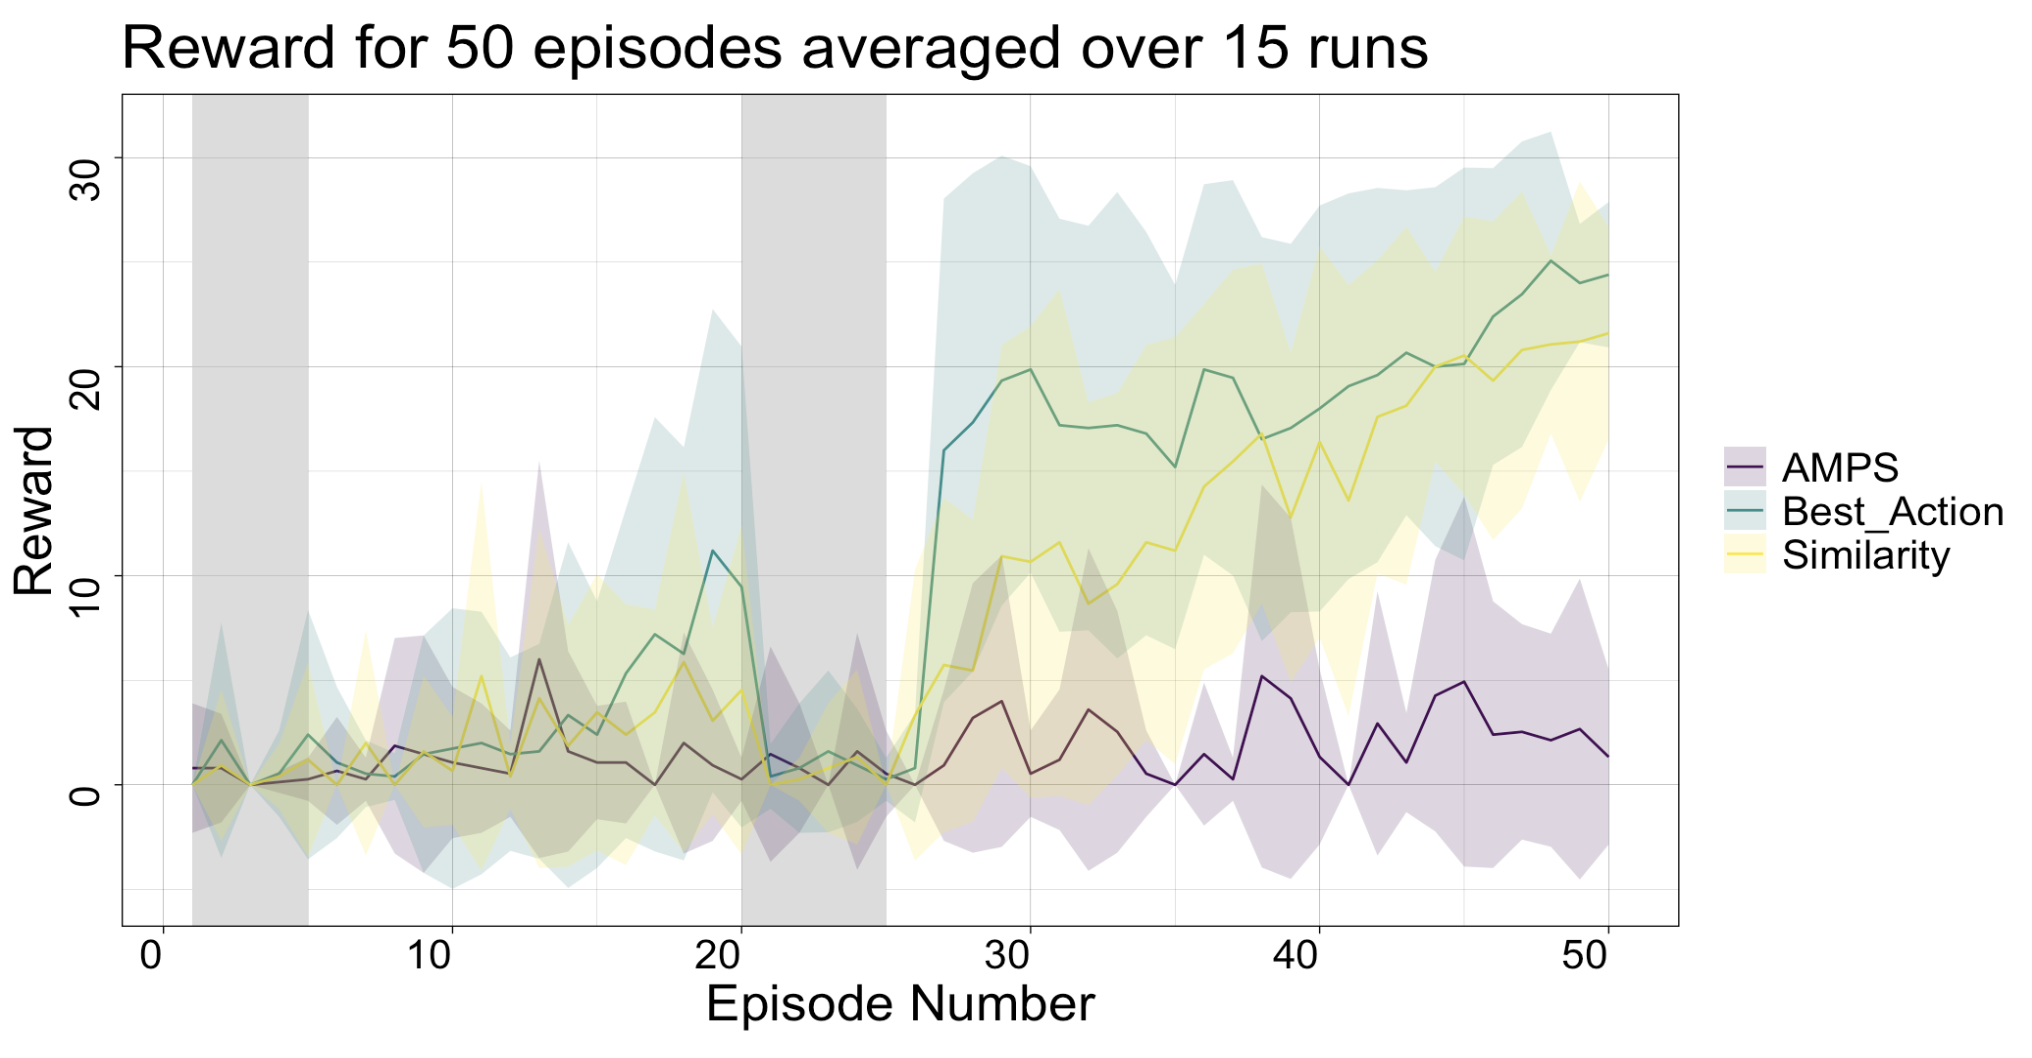 Reward for 50 episodes averaged over 15 runs
30
20
10
0
Reward
0 10 20 30 40 50
Episode Number
AMPS
Best_Action
Similarity